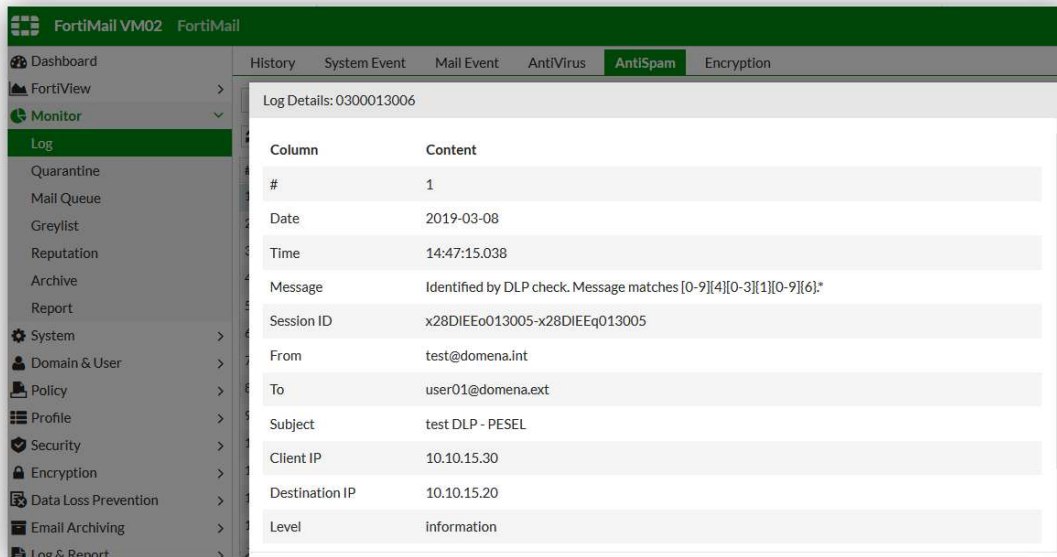 FortiMail VM02 FortiMail
Dashboard
FortiView
Monitor
Log
Quarantine
Mail Queue
Greylist
Reputation
Archive
Report
System
Domain & User
Policy
Profile
Security
Encryption
Data Loss Prevention
Email Archiving
Log & Report
History System Event Mail Event AntiVirus AntiSpam Encryption
Log Details: 0300013006
Column Content
# 1
Date 2019-03-08
Time 14:47:15.038
Message Identified by DLP check. Message matches [0-9]{4}[0-3]{1}[0-9]{6}.*
Session ID x28DIEEo013005-x28DIEEq013005
From test@domena.int
To user01@domena.ext
Subject test DLP - PESEL
Client IP 10.10.15.30
Destination IP 10.10.15.20
Level information